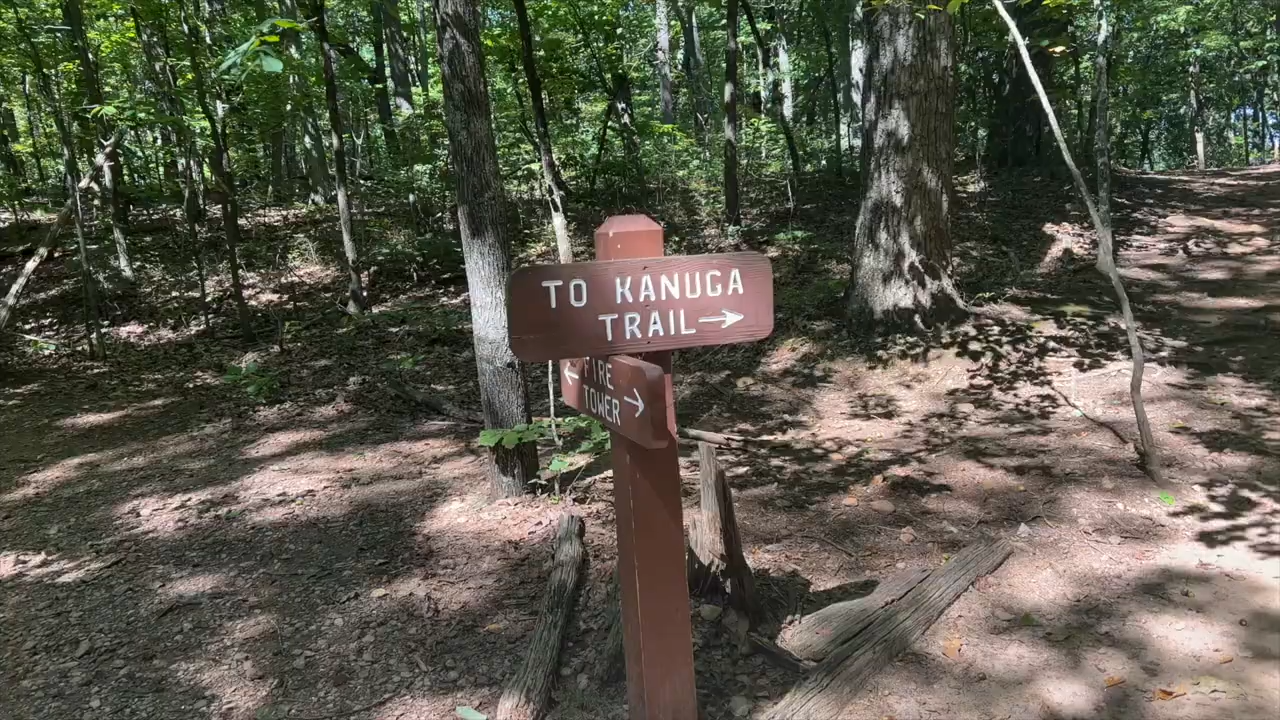 TO KANUGA
TRAIL→
← FIRE
TOWER →